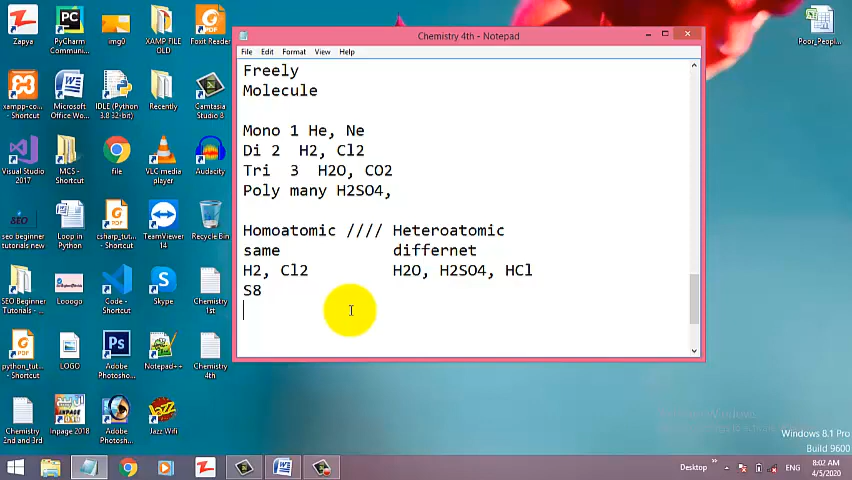 Chemistry 4th - Notepad
File Edit Format View Help
Freely
Molecule
Mono 1 He, Ne
Di 2 H2, Cl2
Tri 3 H2O, CO2
Poly many H2SO4,
Homoatomic //// Heteroatomic
same differnet
H2, Cl2 H2O, H2SO4, HCl
S8
Zapya
PyCharm Communi...
img0
XAMP FILE OLD
Foxit Reader
xampp-co... - Shortcut
Microsoft Office Wo...
IDLE (Python 3.8 32-bit)
Recently
Camtasia Studio 8
Visual Studio 2017
MCS - Shortcut
file
VLC media player
Audacity
seo beginner tutorials new
Loop in Python
csharp_tut... - Shortcut
TeamViewer 14
Recycle Bin
SEO Beginner Tutorials - ...
Looogo
Code - Shortcut
Skype
Chemistry 1st
python_tut... - Shortcut
LOGO
Adobe Photosho...
Notepad++
Chemistry 4th
Chemistry 2nd and 3rd
Inpage 2018
Adobe Photosh...
Jazz Wifi
Poor_Peopl...
Windows 8.1 Pro
Build 9600
Desktop
ENG
8:02 AM
4/5/2020